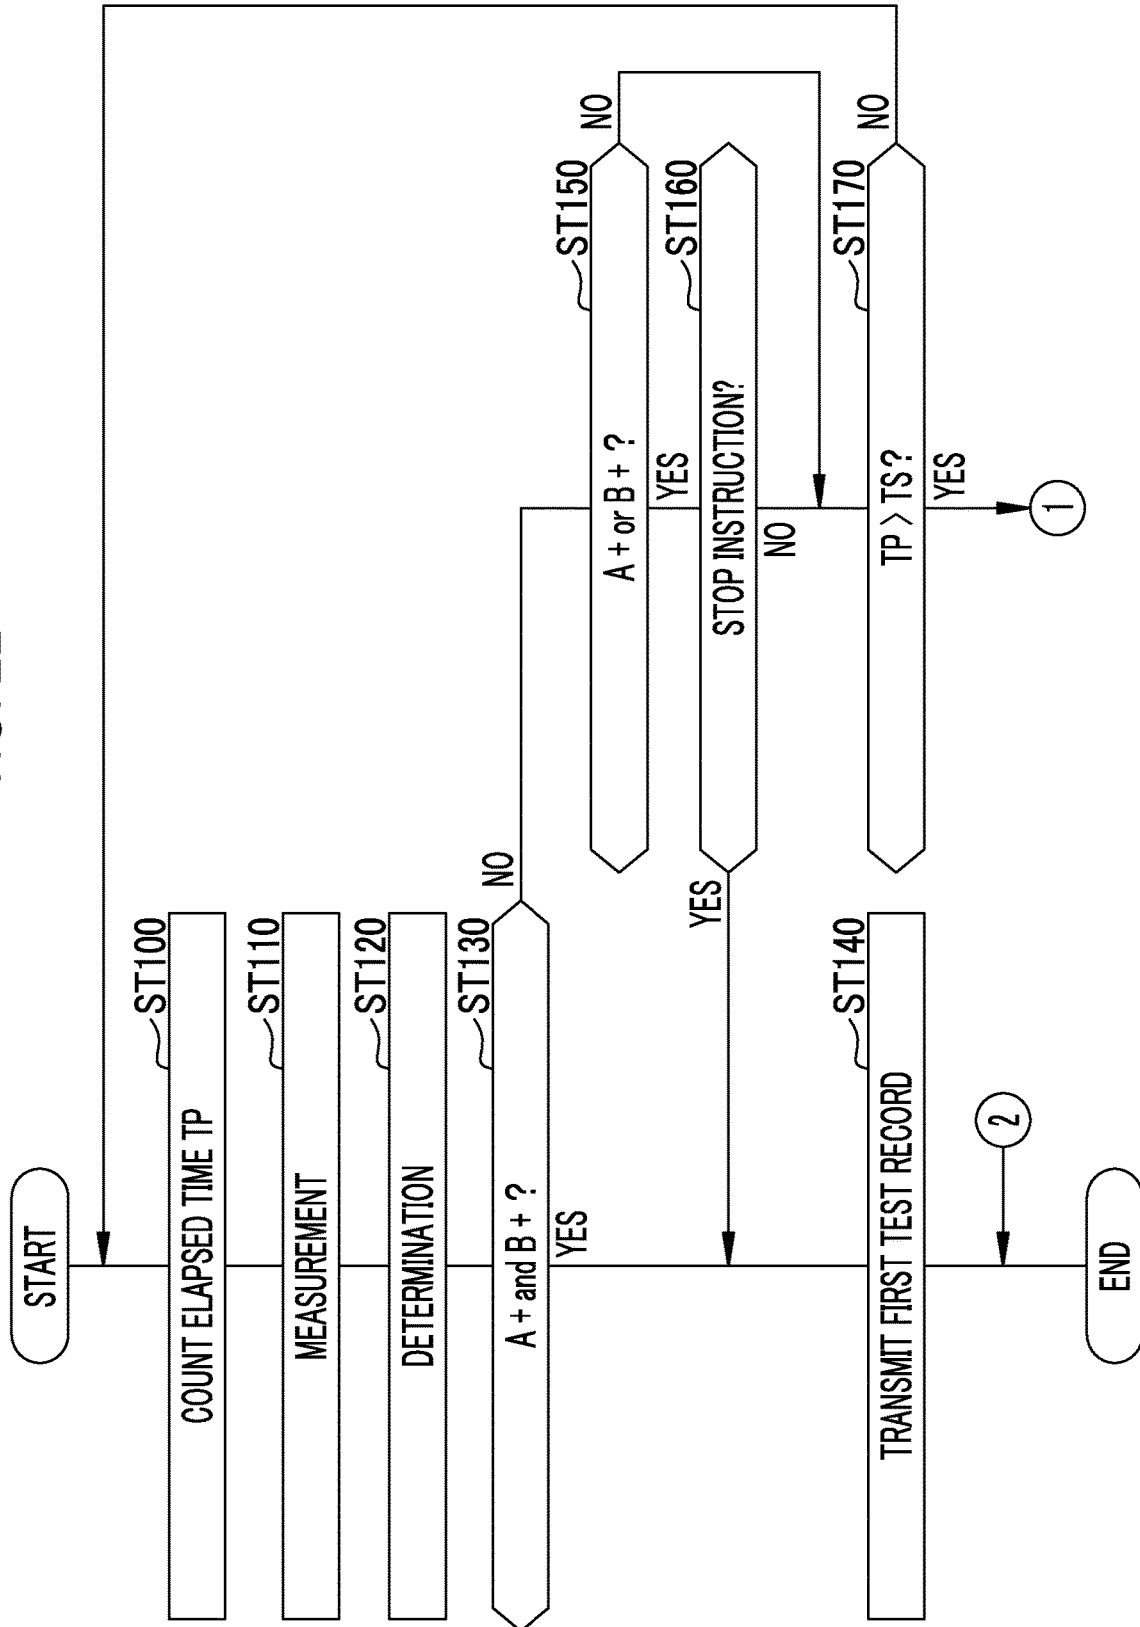 START
COUNT ELAPSED TIME TP
ST100
MEASUREMENT
ST110
DETERMINATION
ST120
A + and B + ?
ST130
NO
YES
A + or B + ?
ST150
NO
YES
STOP INSTRUCTION?
ST160
YES
NO
TP > TS?
ST170
NO
YES
1
TRANSMIT FIRST TEST RECORD
ST140
2
END